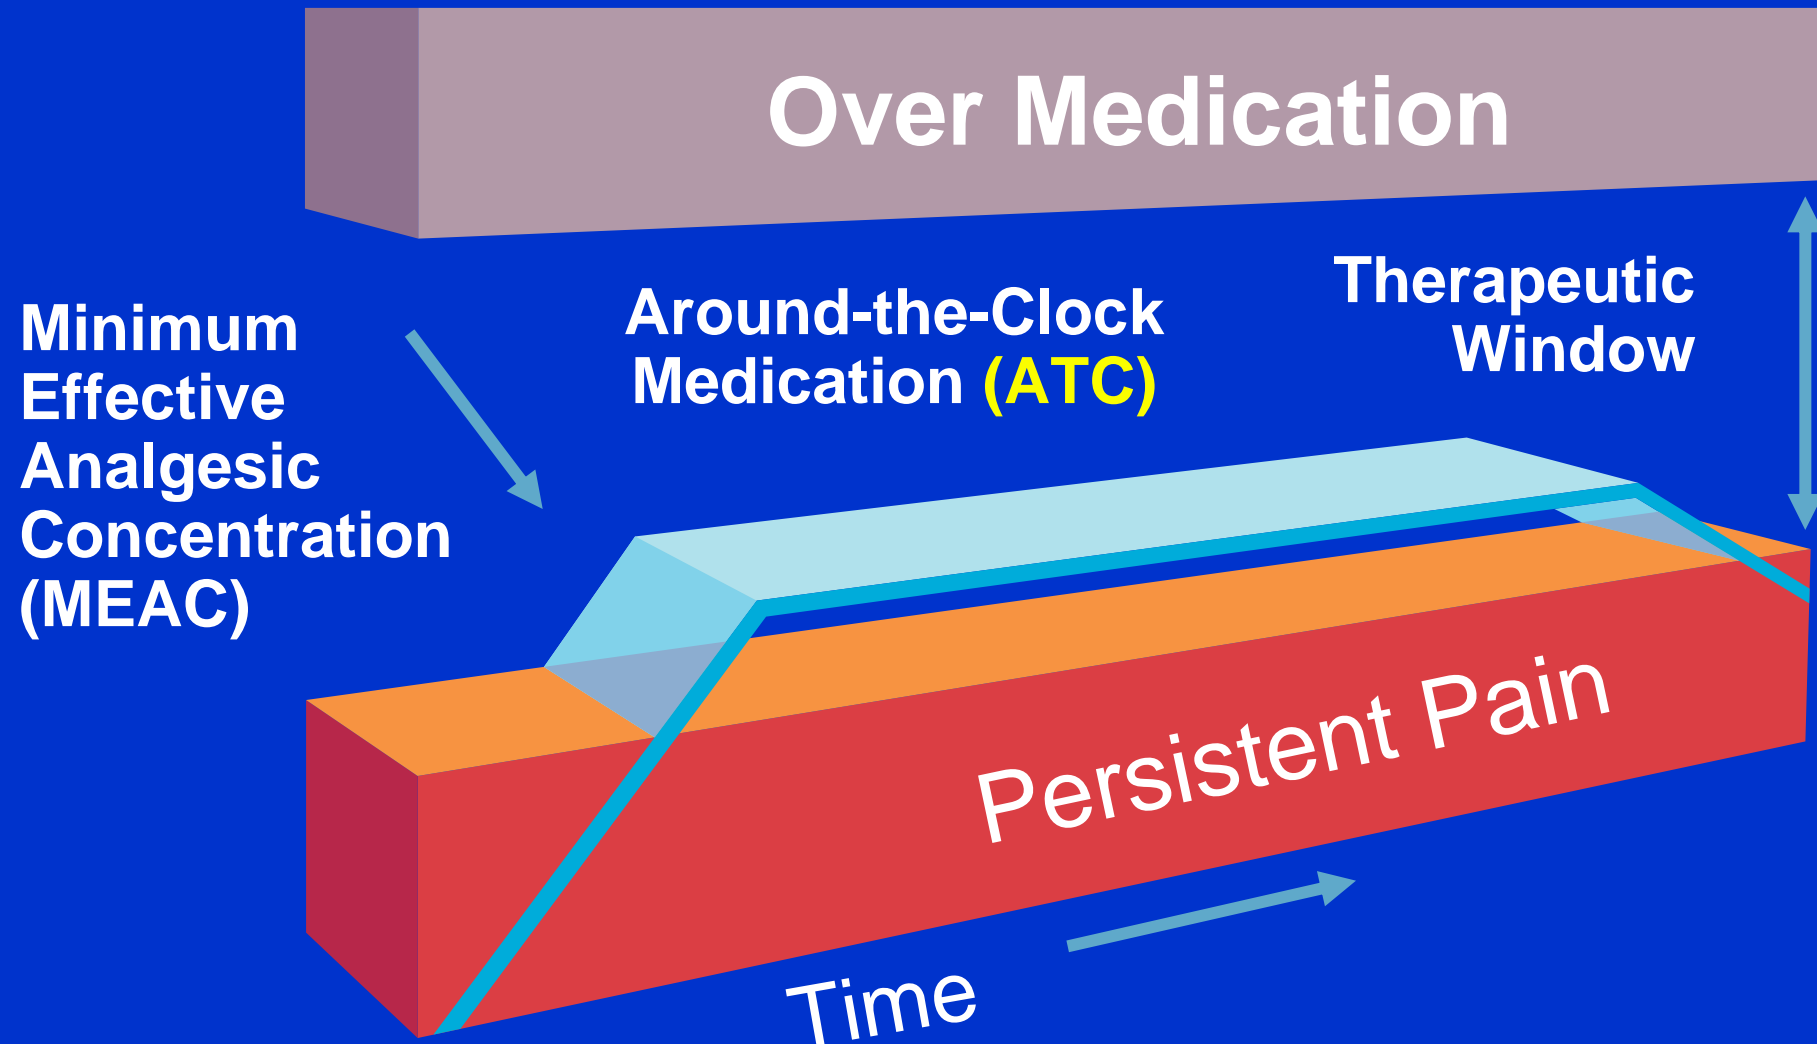 Over Medication
Minimum
Effective
Analgesic
Concentration
(MEAC)
Around-the-Clock
Medication (ATC)
Therapeutic
Window
Persistent Pain
Time